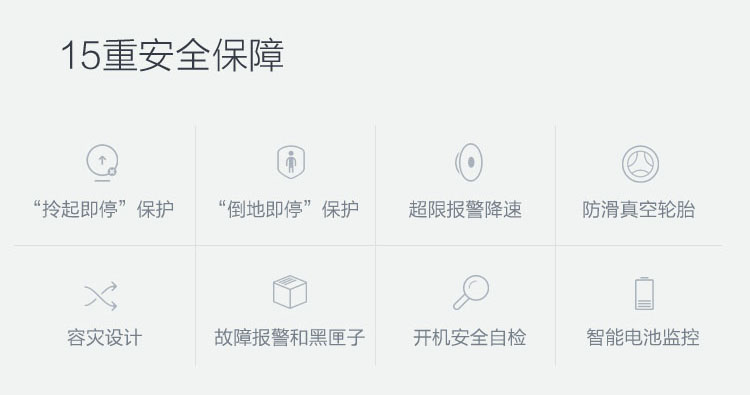 15重安全保障
“拎起即停”保护
“倒地即停”保护
超限报警降速
防滑真空轮胎
容灾设计
故障报警和黑匣子
开机安全自检
智能电池监控